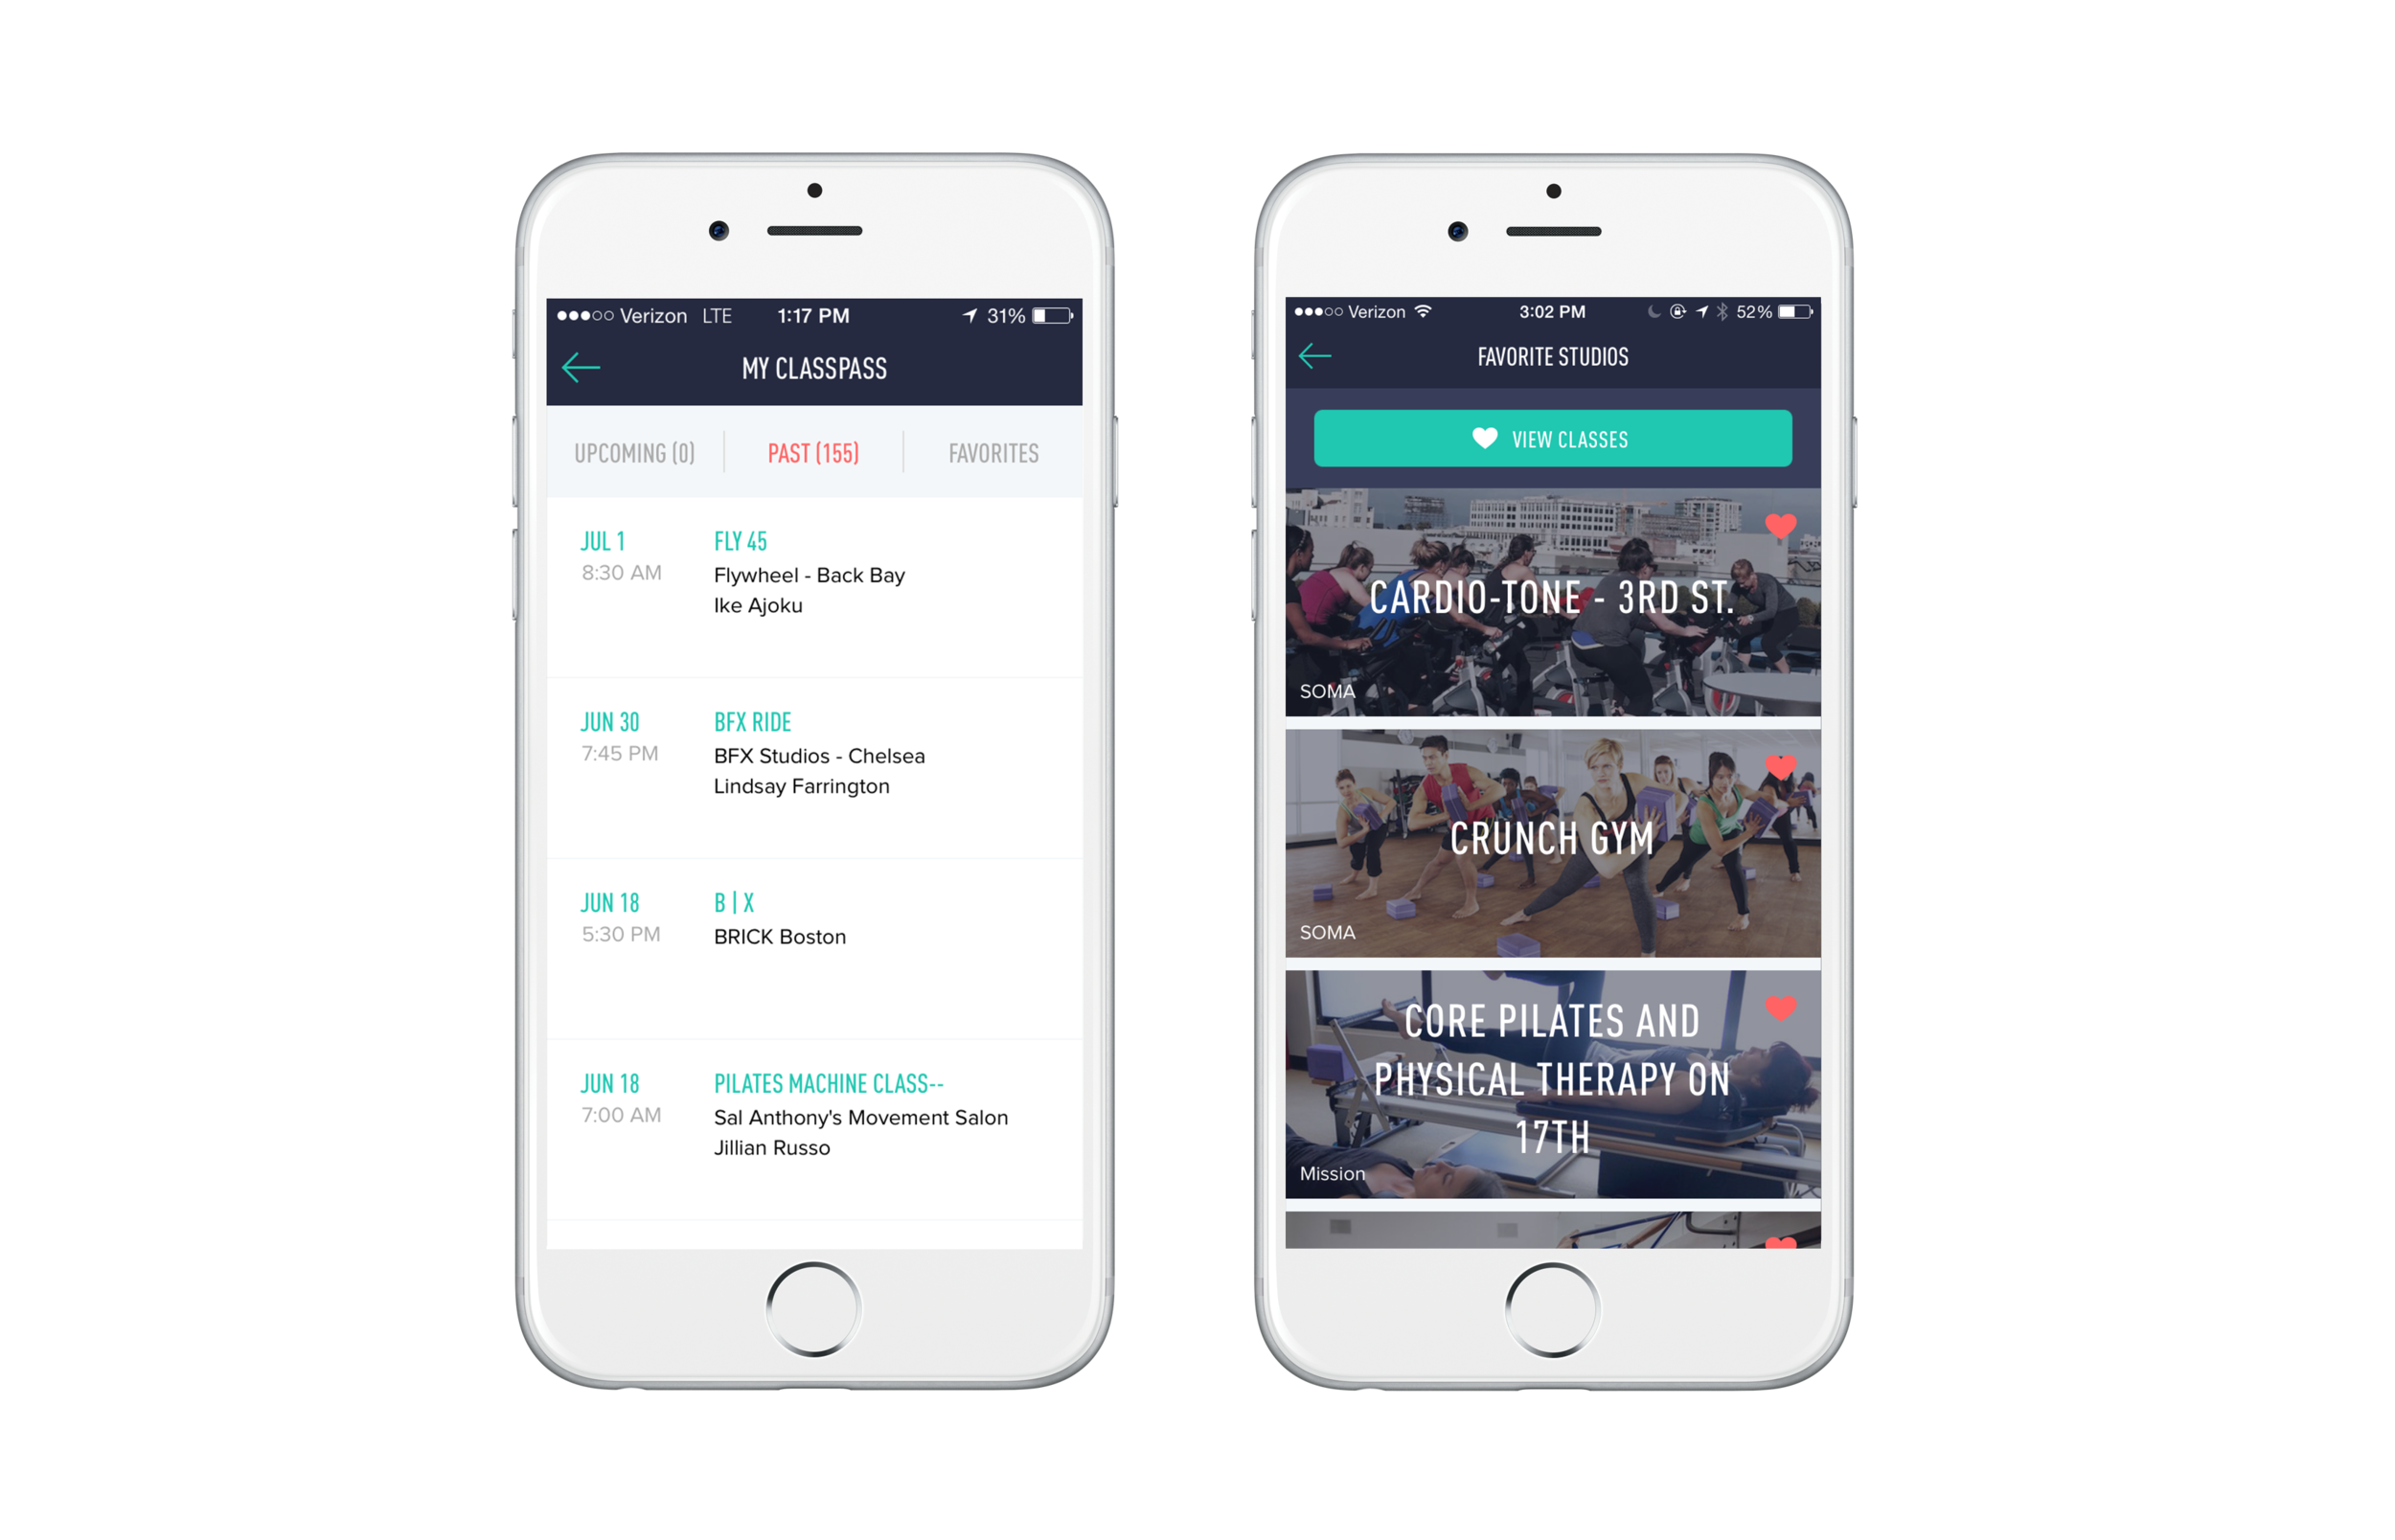 Verizon LTE 1:17 PM 31%
MY CLASSPASS
UPCOMING (0) PAST (155) FAVORITES
JUL 1 FLY 45
8:30 AM Flywheel - Back Bay
Ike Ajoku
JUN 30 BFX RIDE
7:45 PM BFX Studios - Chelsea
Lindsay Farrington
JUN 18 B | X
5:30 PM BRICK Boston
JUN 18 PILATES MACHINE CLASS--
7:00 AM Sal Anthony's Movement Salon
Jillian Russo
Verizon 3:02 PM 52%
FAVORITE STUDIOS
VIEW CLASSES
CARDIO-TONE - 3RD ST.
SOMA
CRUNCH GYM
SOMA
CORE PILATES AND
PHYSICAL THERAPY ON
17TH
Mission